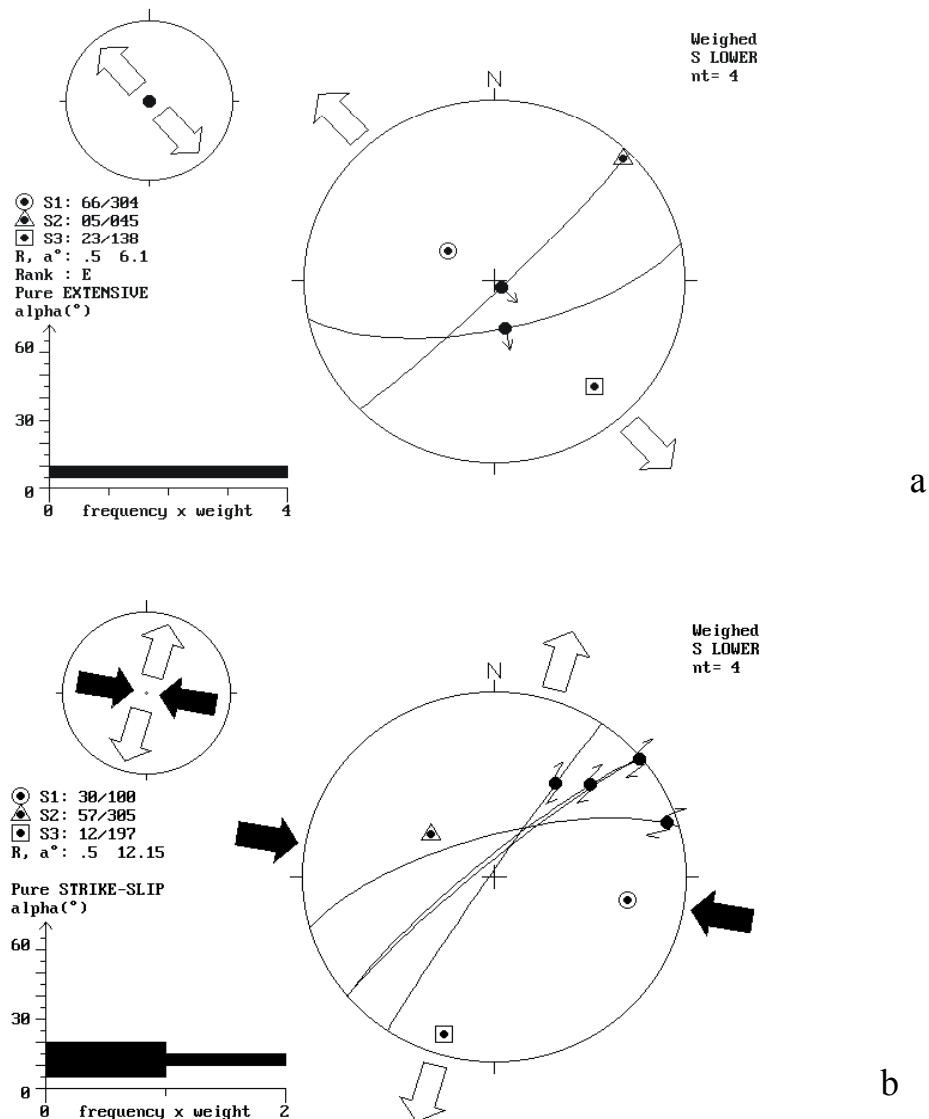 Weighed
S LOWER
nt= 4
N
S1: 66/304
S2: 05/045
S3: 23/138
R, a°: .5 6.1
Rank : E
Pure EXTENSIVE
alpha(°)
60
30
0
0 frequency x weight 4
a
Weighed
S LOWER
nt= 4
N
S1: 30/100
S2: 57/305
S3: 12/197
R, a°: .5 12.15
Pure STRIKE-SLIP
alpha(°)
60
30
0
0 frequency x weight 2
b